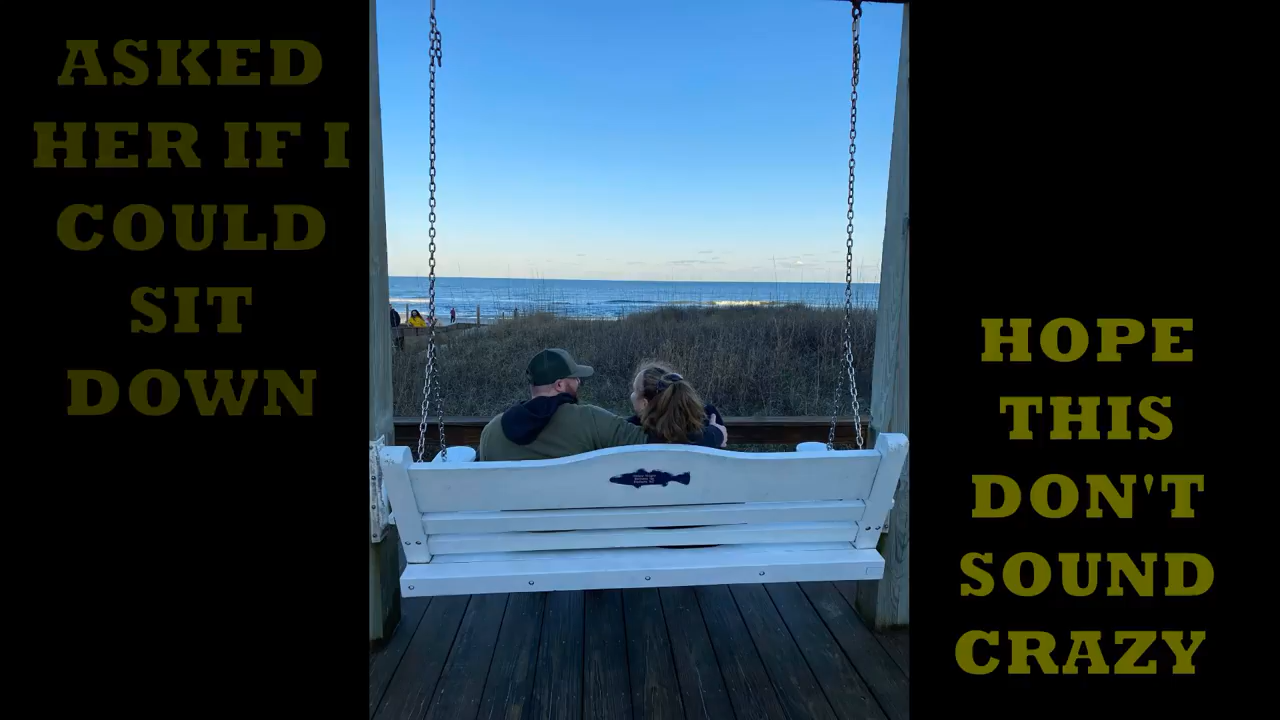 ASKED
HER IF I
COULD
SIT
DOWN
HOPE
THIS
DON'T
SOUND
CRAZY